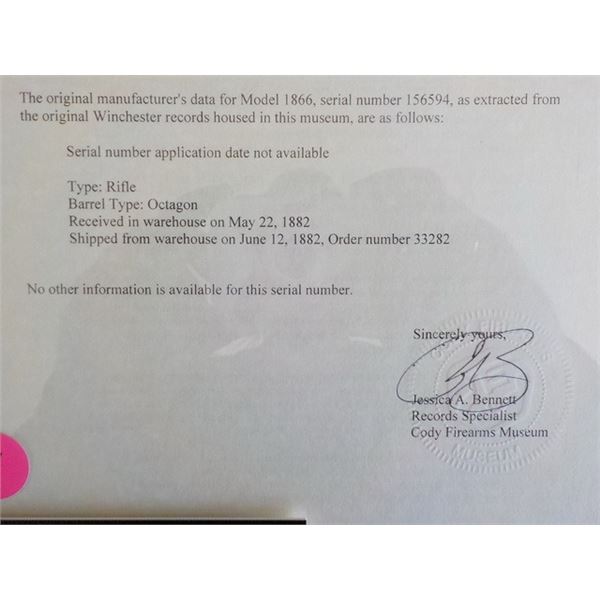 The original manufacturer's data for Model 1866, serial number 156594, as extracted from
the original Winchester records housed in this museum, are as follows:
Serial number application date not available
Type: Rifle
Barrel Type: Octagon
Received in warehouse on May 22, 1882
Shipped from warehouse on June 12, 1882, Order number 33282
No other information is available for this serial number.
Sincerely yours,
Jessica A. Bennett
Records Specialist
Cody Firearms Museum
MUSEUM